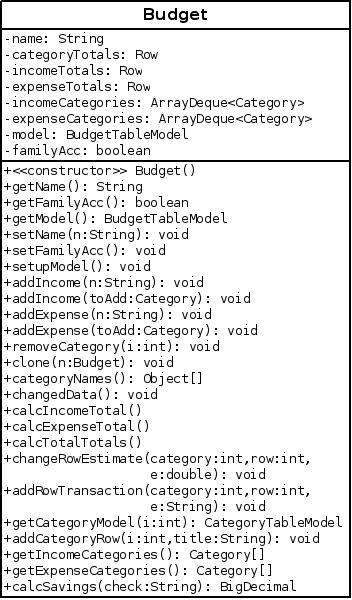 Budget
-name: String
-categoryTotals: Row
-incomeTotals: Row
-expenseTotals: Row
-incomeCategories: ArrayDeque<Category>
-expenseCategories: ArrayDeque<Category>
-model: BudgetTableModel
-familyAcc: boolean
+<<constructor>> Budget()
+getName(): String
+getFamilyAcc(): boolean
+getModel(): BudgetTableModel
+setName(n:String): void
+setFamilyAcc(): void
+setupModel(): void
+addIncome(n:String): void
+addIncome(toAdd:Category): void
+addExpense(n:String): void
+addExpense(toAdd:Category): void
+removeCategory(i:int): void
+clone(n:Budget): void
+categoryNames(): Object[]
+changedData(): void
+calcIncomeTotal()
+calcExpenseTotal()
+calcTotalTotals()
+changeRowEstimate(category:int,row:int,
e:double): void
+addRowTransaction(category:int,row:int,
e:String): void
+getCategoryModel(i:int): CategoryTableModel
+addCategoryRow(i:int,title:String): void
+getIncomeCategories(): Category[]
+getExpenseCategories(): Category[]
+calcSavings(check:String): BigDecimal